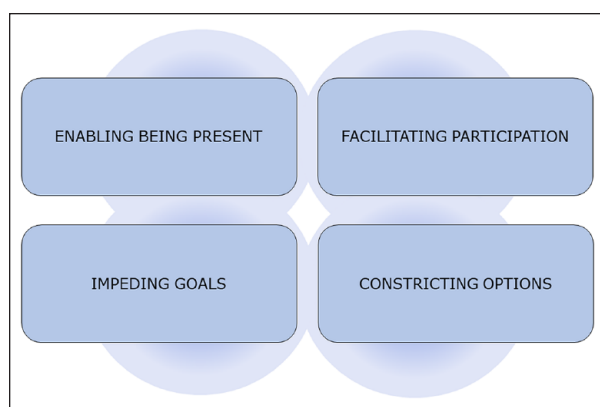 ENABLING BEING PRESENT
FACILITATING PARTICIPATION
IMPEDING GOALS
CONSTRICTING OPTIONS